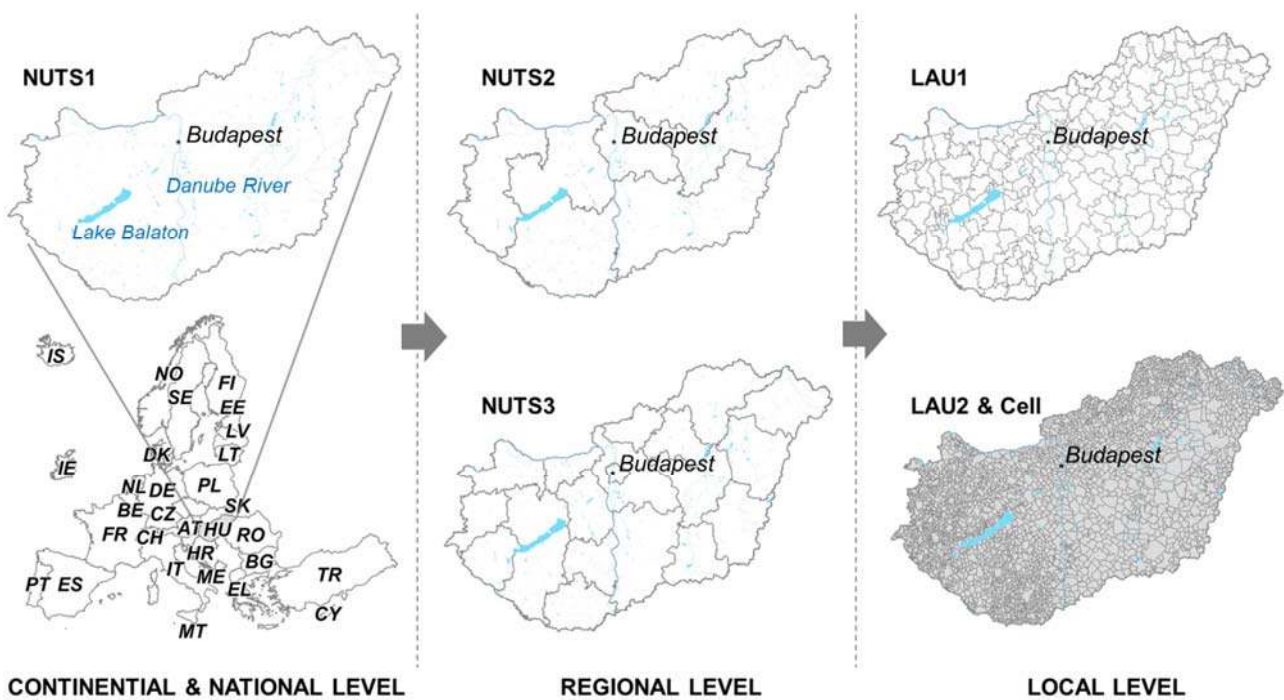 NUTS1
Budapest
Danube River
Lake Balaton
IS
NO
SE
FI
EE
LV
LT
DK
IE
NL
DE
PL
BE
CZ
SK
FR
CH
AT
HU
RO
HR
IT
ME
BG
EL
TR
PT
ES
CY
MT
CONTINENTIAL & NATIONAL LEVEL
NUTS2
Budapest
NUTS3
Budapest
REGIONAL LEVEL
LAU1
Budapest
LAU2 & Cell
Budapest
LOCAL LEVEL